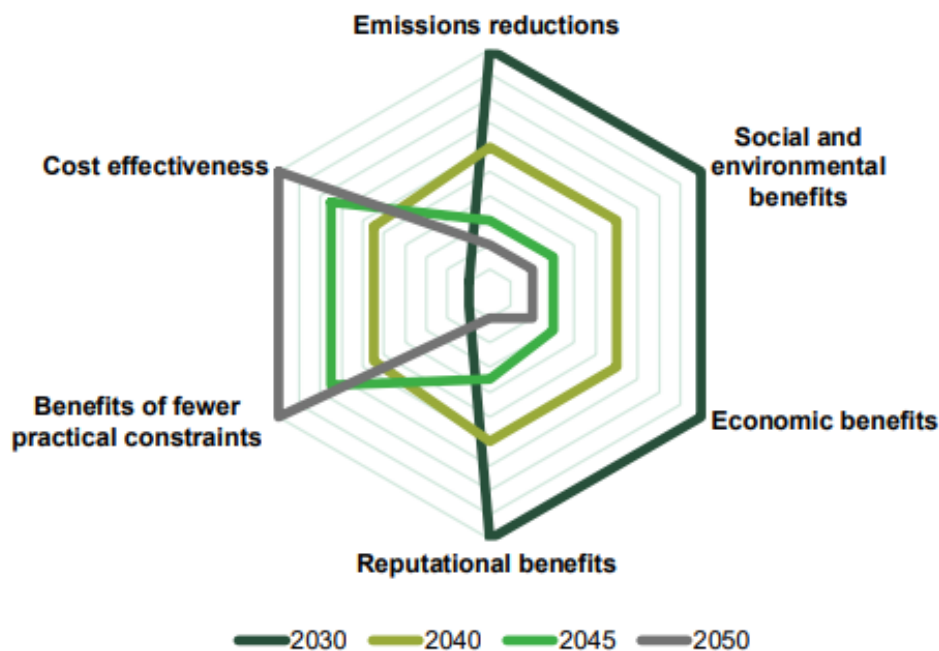 Emissions reductions
Social and
environmental
benefits
Cost effectiveness
Benefits of fewer
practical constraints
Economic benefits
Reputational benefits
2030 2040 2045 2050